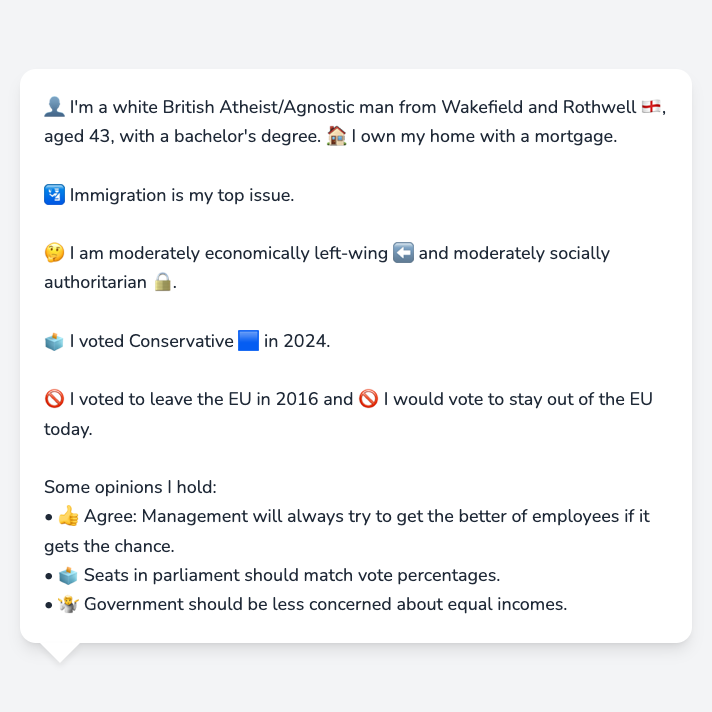 👤 I'm a white British Atheist/Agnostic man from Wakefield and Rothwell 🏴󠁧󠁢󠁥󠁮󠁧󠁿,
aged 43, with a bachelor's degree. 🏠 I own my home with a mortgage.
🛂 Immigration is my top issue.
🤔 I am moderately economically left-wing ⬅️ and moderately socially
authoritarian 🔒.
🗳️ I voted Conservative 🟦 in 2024.
🚫 I voted to leave the EU in 2016 and 🚫 I would vote to stay out of the EU
today.
Some opinions I hold:
• 👍 Agree: Management will always try to get the better of employees if it
gets the chance.
• 🗳️ Seats in parliament should match vote percentages.
• 🤷 Government should be less concerned about equal incomes.